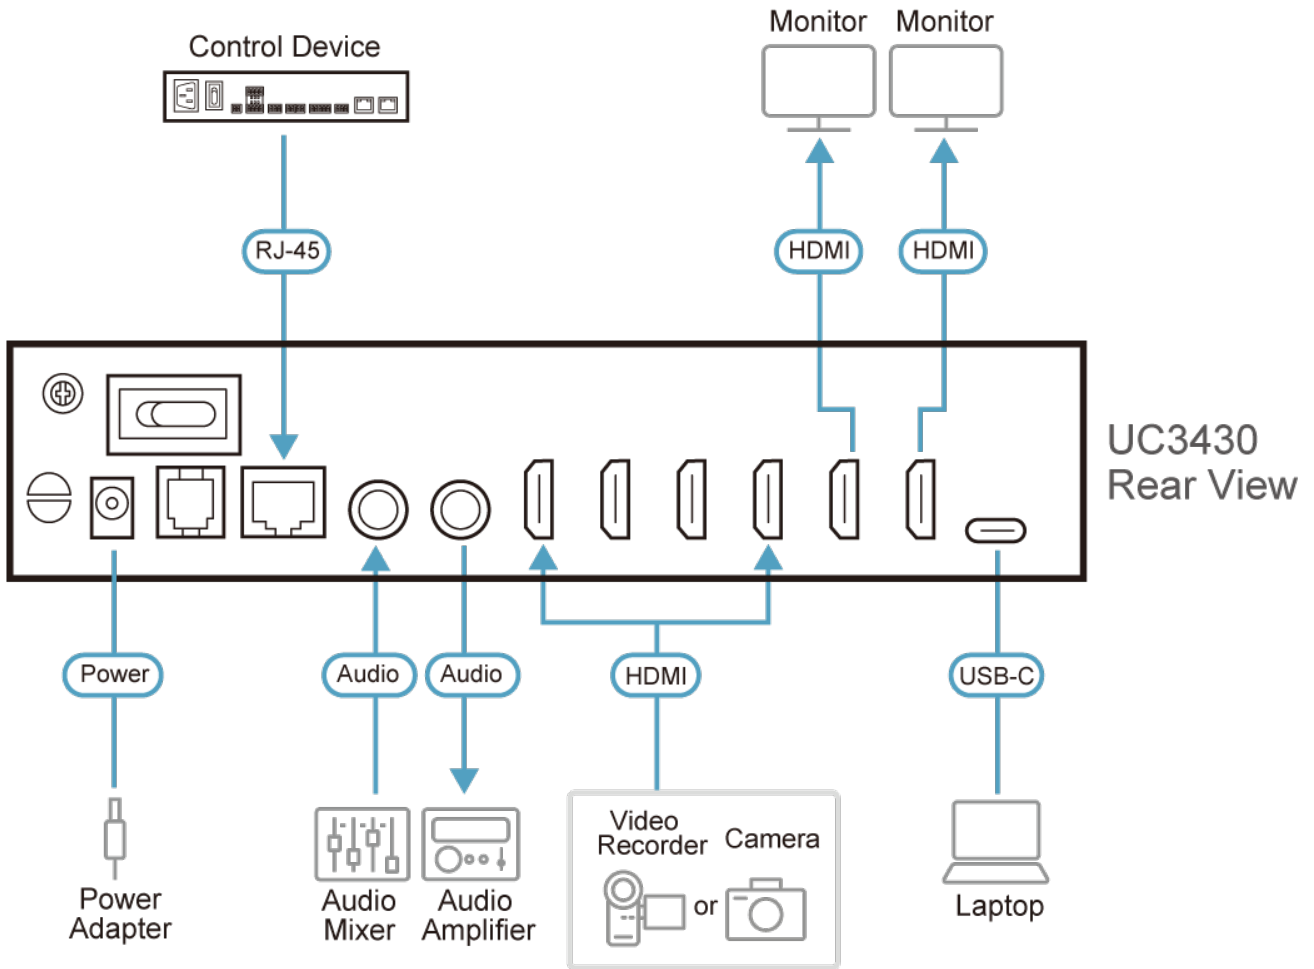 Monitor Monitor
Control Device
RJ-45
HDMI
HDMI
UC3430
Rear View
Power
Audio
Audio
HDMI
USB-C
Video
Recorder
Camera
or
Power
Adapter
Audio
Mixer
Audio
Amplifier
Laptop